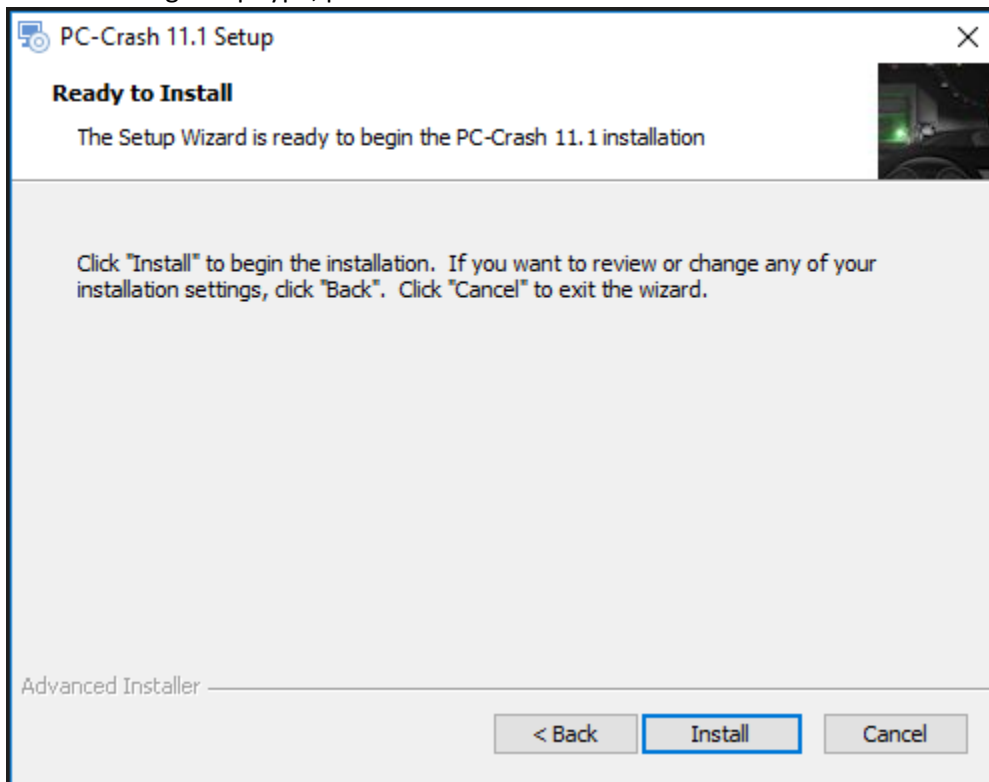 PC-Crash 11.1 Setup
Ready to Install
The Setup Wizard is ready to begin the PC-Crash 11.1 installation
Click "Install" to begin the installation. If you want to review or change any of your
installation settings, click "Back". Click "Cancel" to exit the wizard.
Advanced Installer
< Back Install Cancel